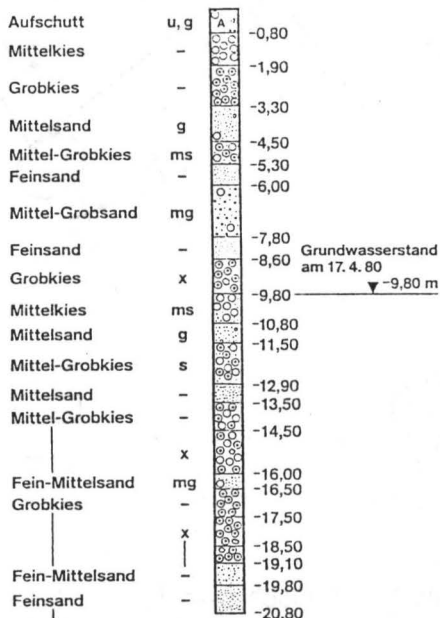 Aufschutt u, g A
-0,80
Mittelkies –
-1,90
Grobkies –
-3,30
Mittelsand g
-4,50
Mittel-Grobkies ms
-5,30
Feinsand –
-6,00
Mittel-Grobsand mg
-7,80
Feinsand –
-8,60
Grundwasserstand
am 17. 4. 80
Grobkies x
-9,80 ▼ -9,80 m
Mittelkies ms
-10,80
Mittelsand g
-11,50
Mittel-Grobkies s
-12,90
Mittelsand –
-13,50
Mittel-Grobkies –
-14,50
x
-16,00
Fein-Mittelsand mg
-16,50
Grobkies –
-17,50
x
-18,50
-19,10
Fein-Mittelsand –
-19,80
Feinsand –
-20,80